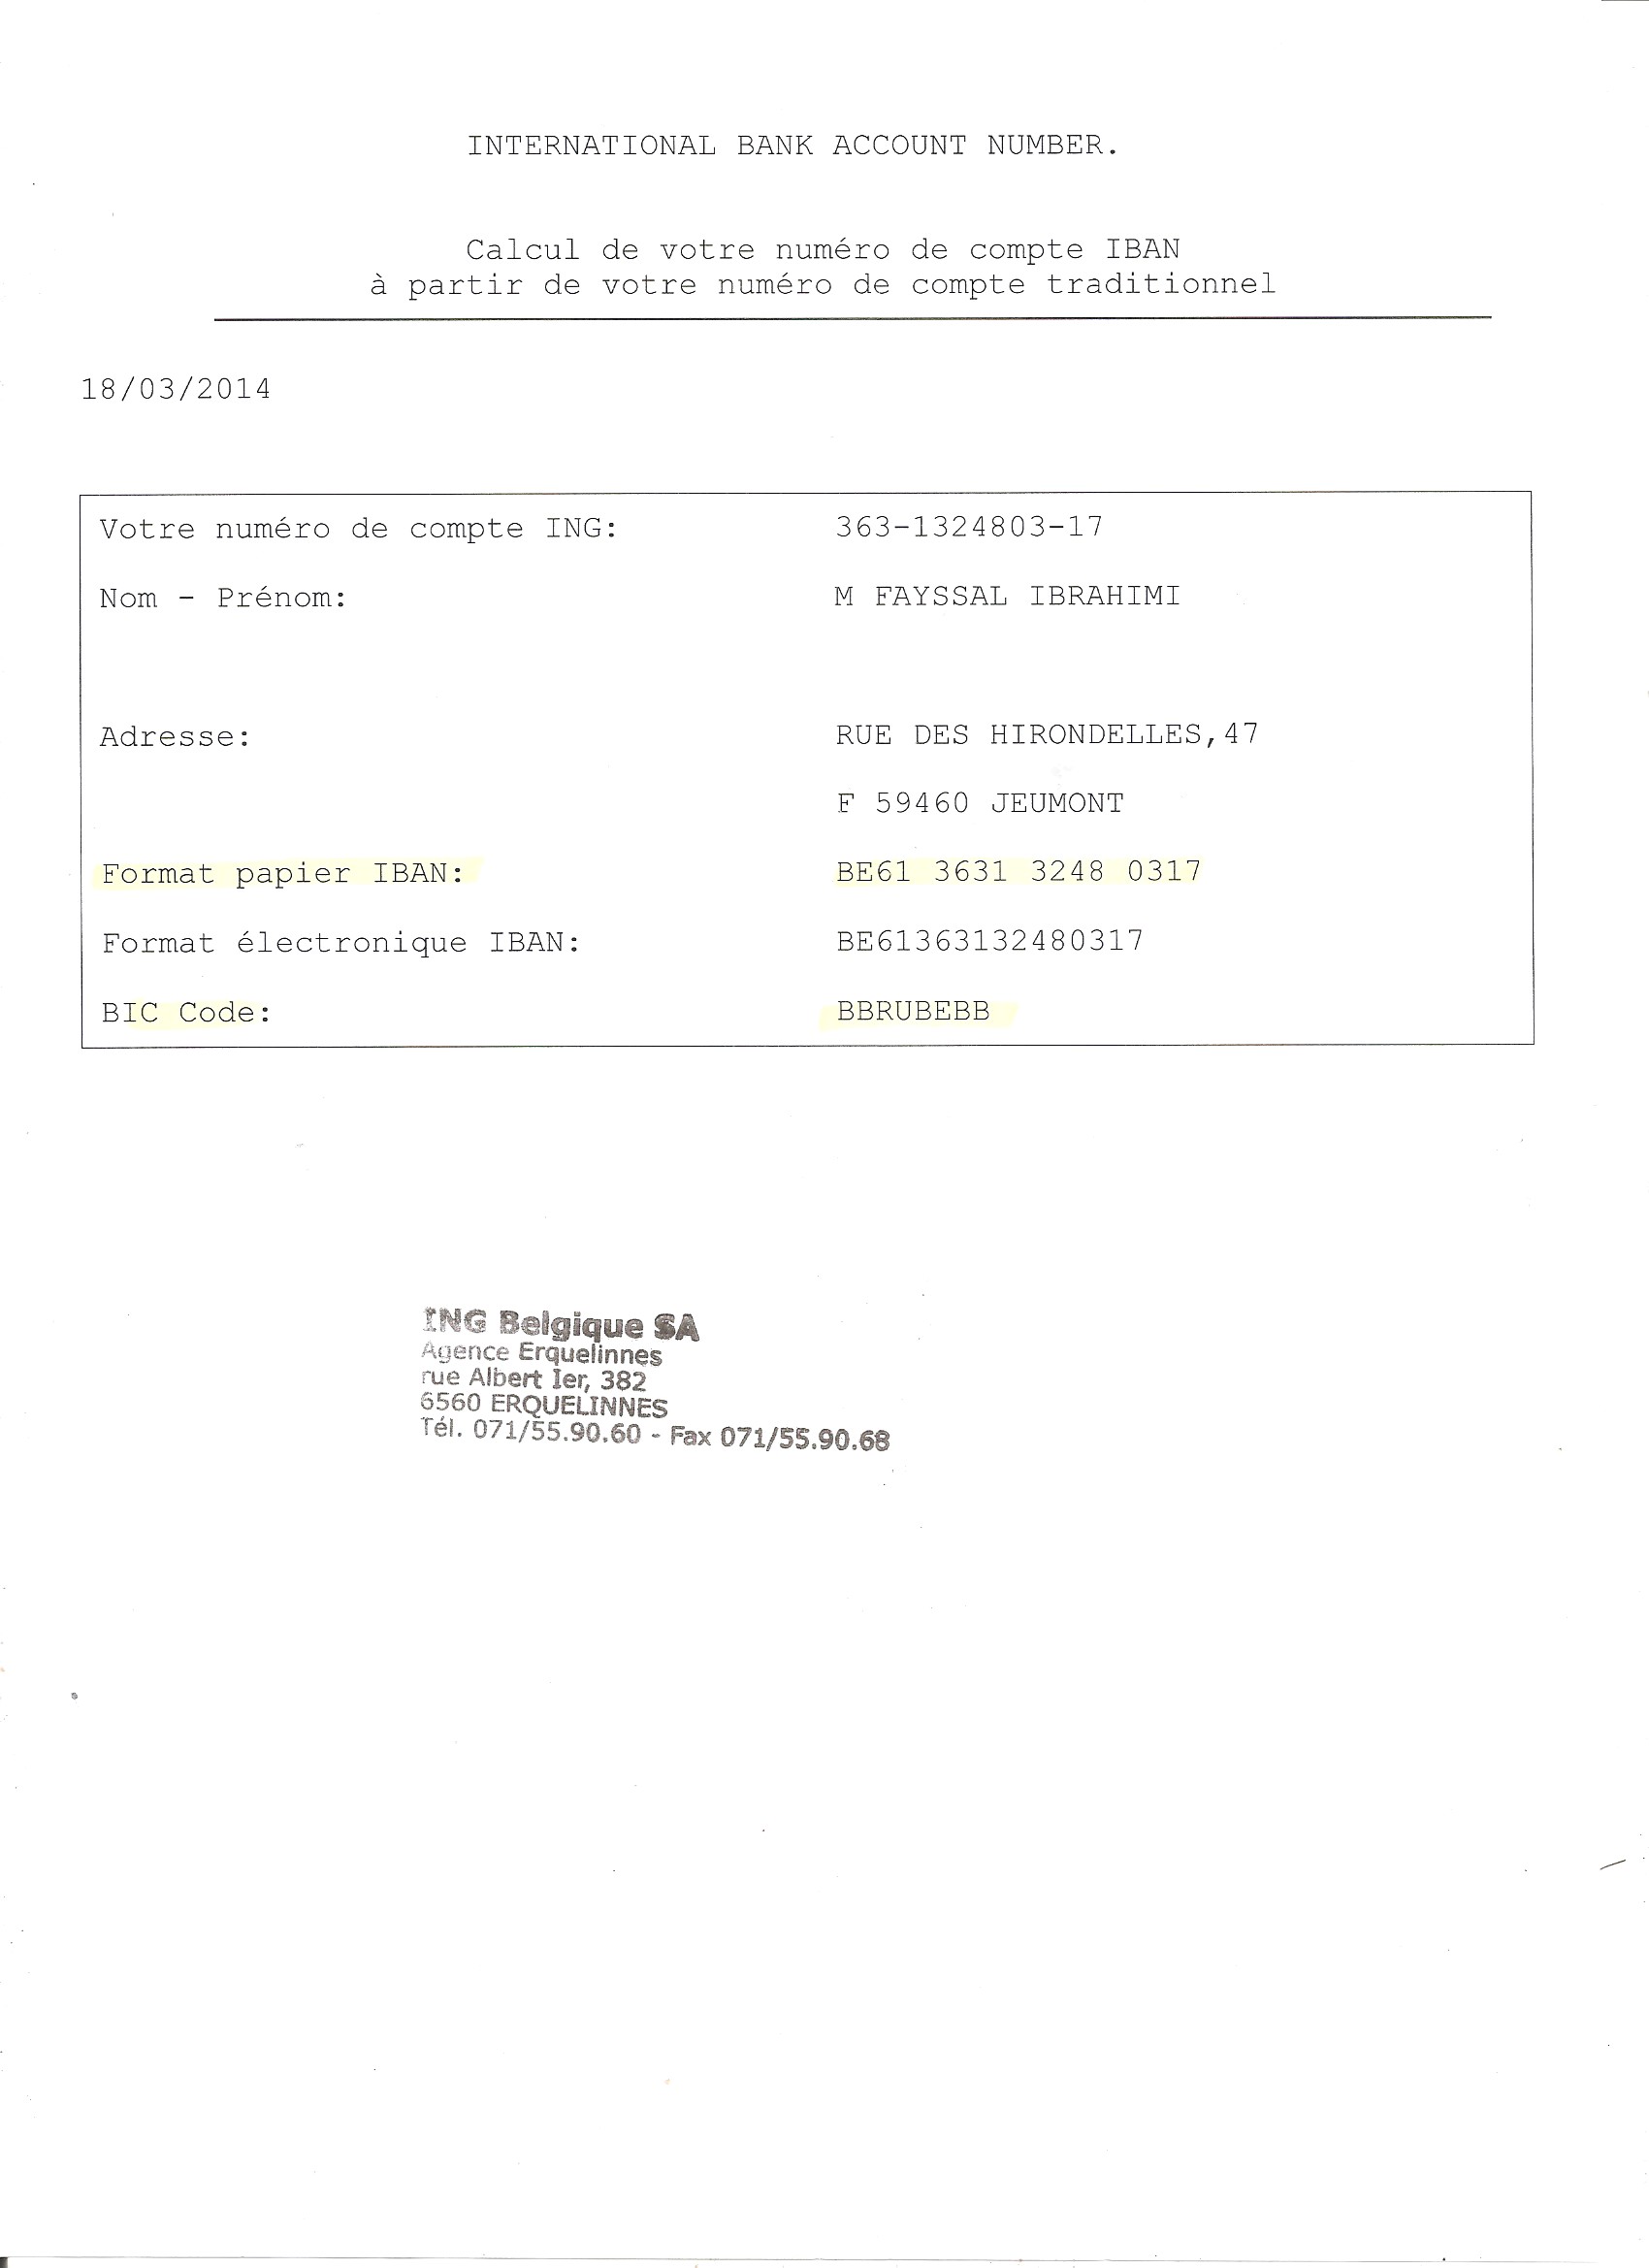 INTERNATIONAL BANK ACCOUNT NUMBER.
Calcul de votre numéro de compte IBAN
à partir de votre numéro de compte traditionnel
18/03/2014
Votre numéro de compte ING: 363-1324803-17
Nom - Prénom: M FAYSSAL IBRAHIMI
Adresse: RUE DES HIRONDELLES,47
F 59460 JEUMONT
Format papier IBAN: BE61 3631 3248 0317
Format électronique IBAN: BE61363132480317
BIC Code: BBRUBEBB
ING Belgique SA
Agence Erquelinnes
rue Albert Ier, 382
6560 ERQUELINNES
Tél. 071/55.90.60 - Fax 071/55.90.68